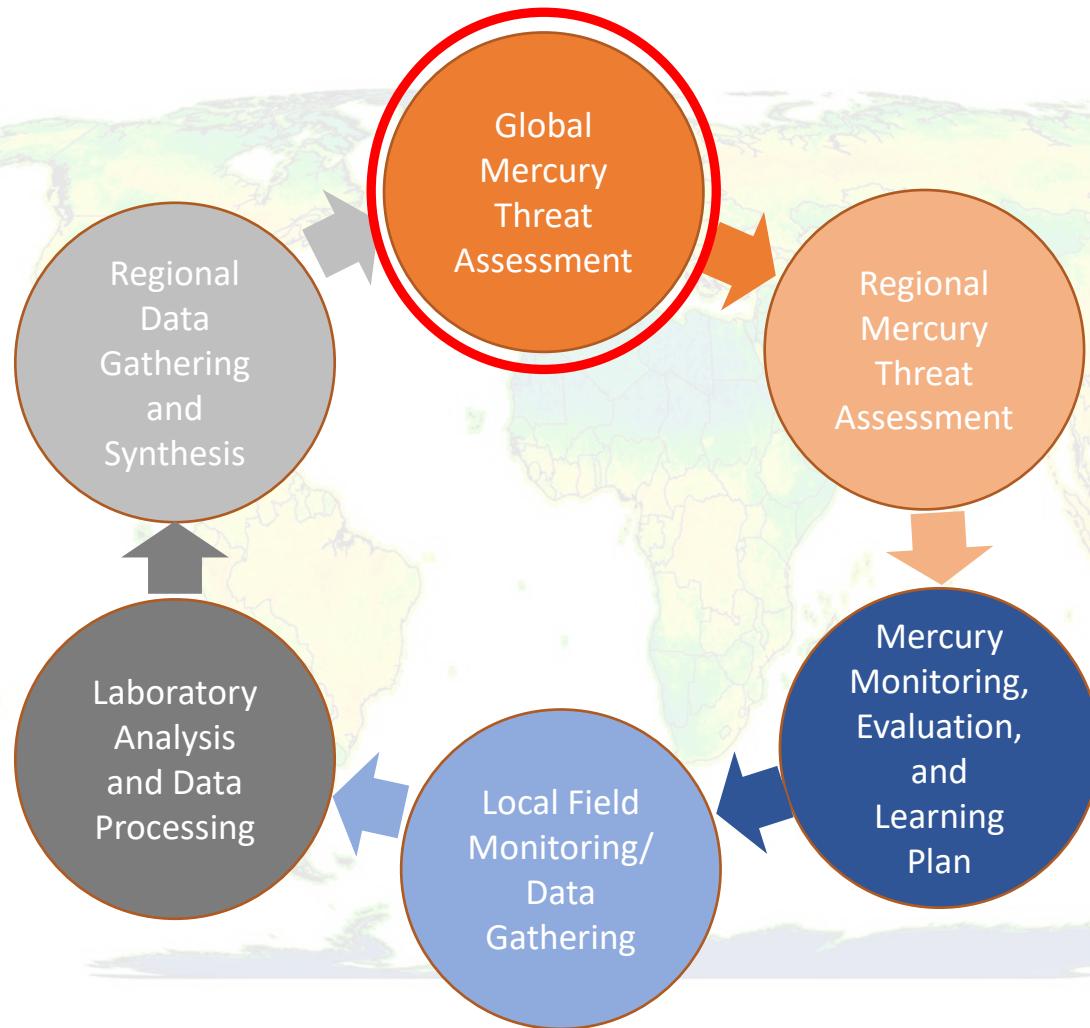 Global
Mercury
Threat
Assessment
Regional
Mercury
Threat
Assessment
Mercury
Monitoring,
Evaluation,
and
Learning
Plan
Local Field
Monitoring/
Data
Gathering
Laboratory
Analysis
and Data
Processing
Regional
Data
Gathering
and
Synthesis